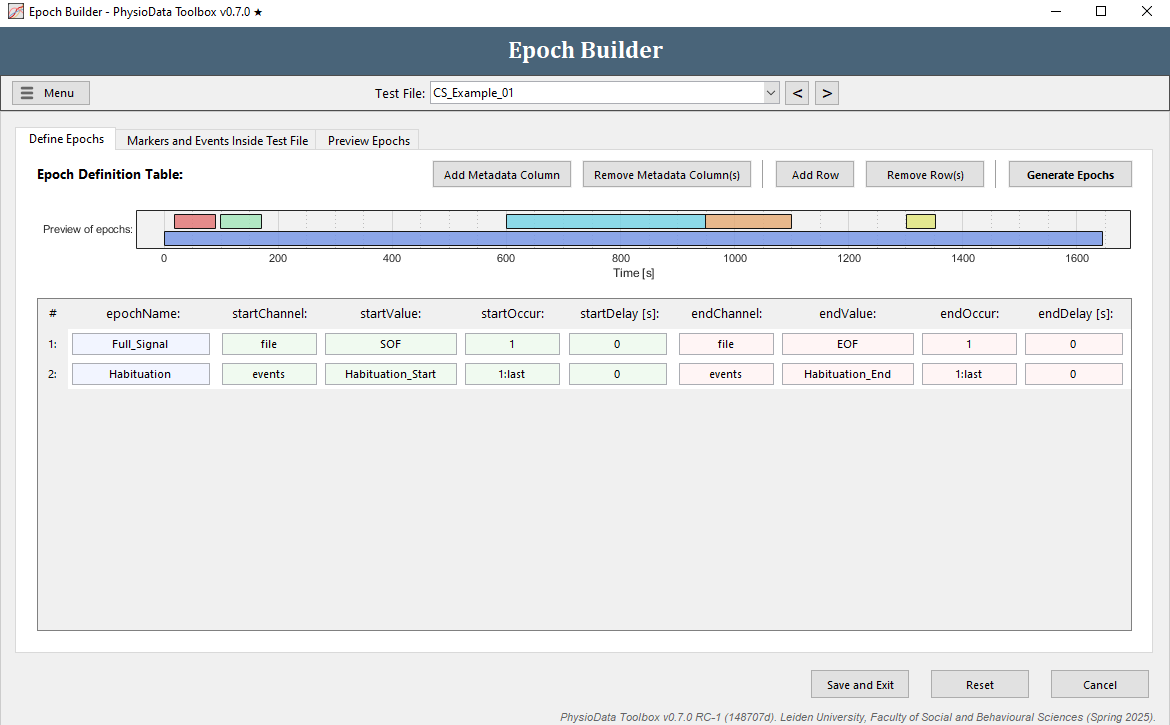 Epoch Builder - PhysioData Toolbox v0.7.0 ★
Epoch Builder
Menu
Test File: CS_Example_01 < >
Define Epochs Markers and Events Inside Test File Preview Epochs
Epoch Definition Table: Add Metadata Column Remove Metadata Column(s) Add Row Remove Row(s) Generate Epochs
Preview of epochs:
0 200 400 600 800 1000 1200 1400 1600
Time [s]
# epochName: startChannel: startValue: startOccur: startDelay [s]: endChannel: endValue: endOccur: endDelay [s]:
1: Full_Signal file SOF 1 0 file EOF 1 0
2: Habituation events Habituation_Start 1:last 0 events Habituation_End 1:last 0
Save and Exit Reset Cancel
PhysioData Toolbox v0.7.0 RC-1 (148707d). Leiden University, Faculty of Social and Behavioural Sciences (Spring 2025).